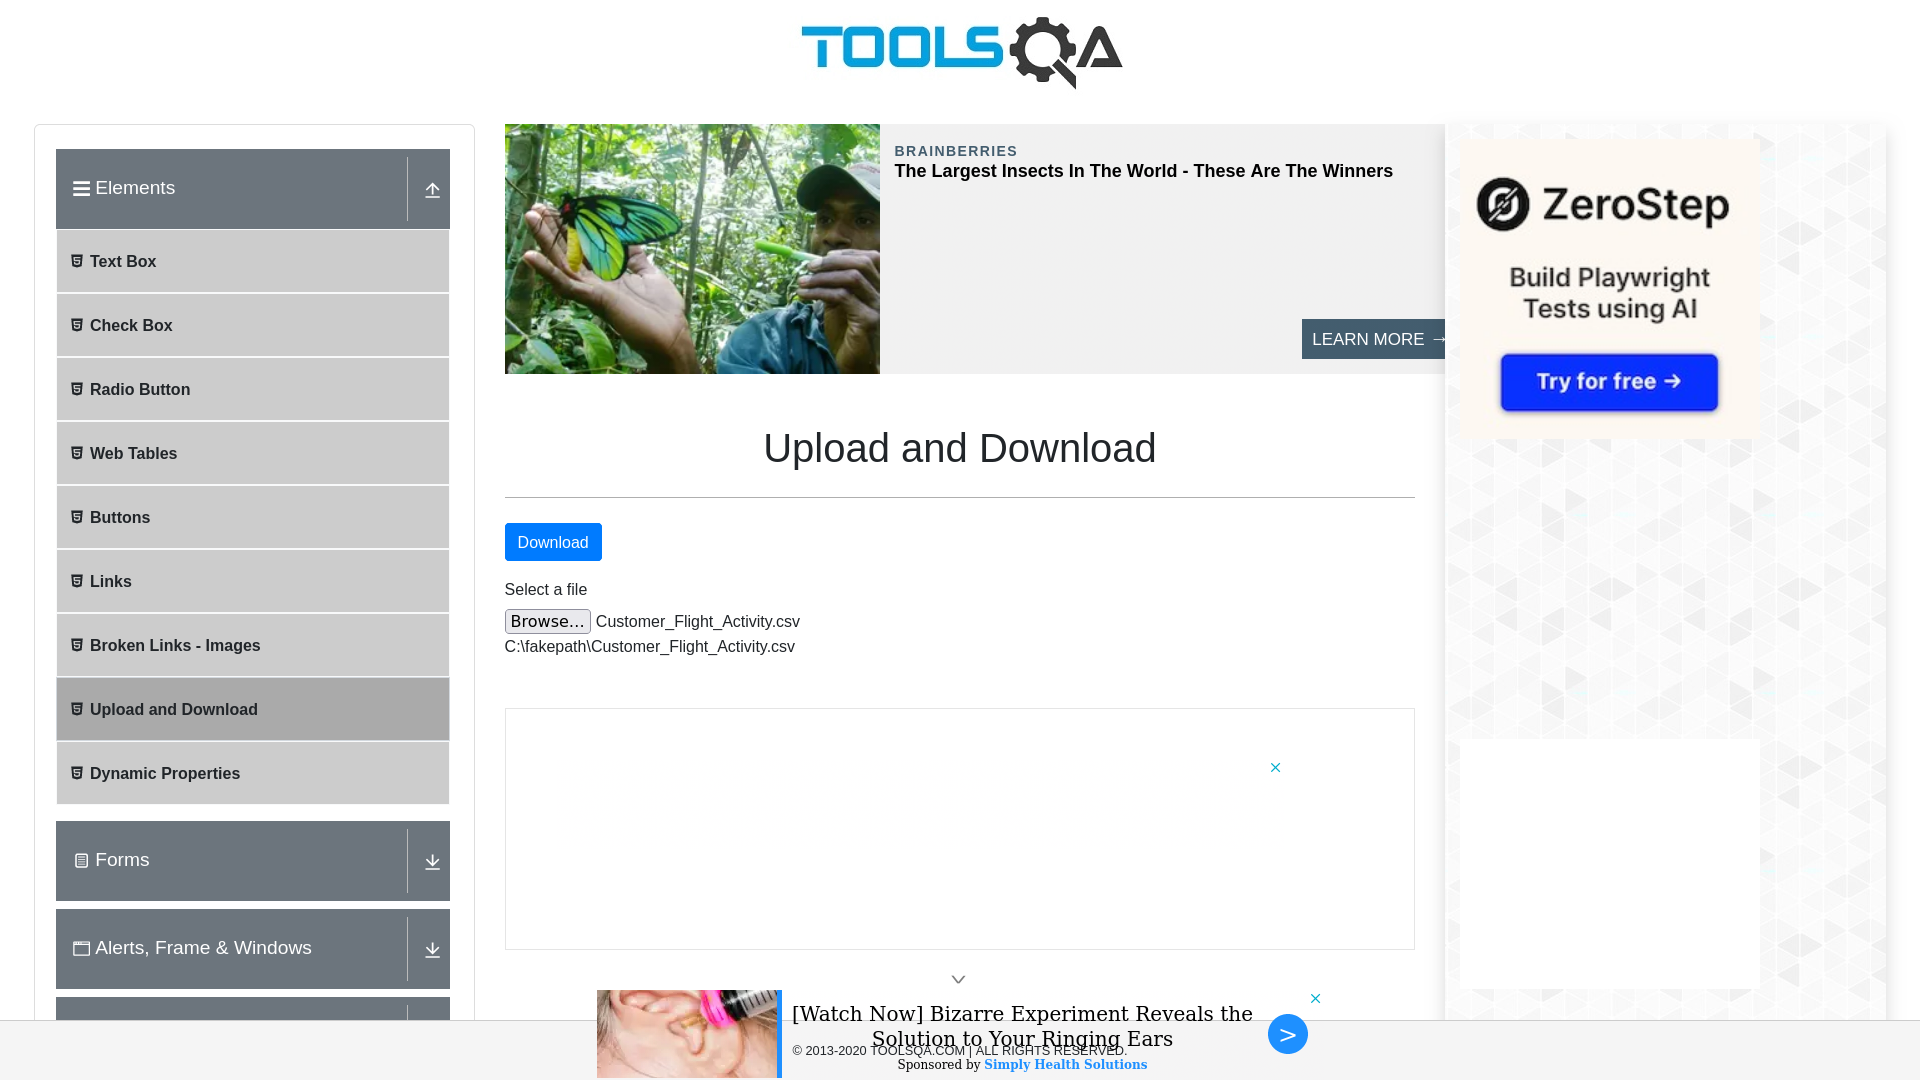 TOOLSQA
Elements
Text Box
Check Box
Radio Button
Web Tables
Buttons
Links
Broken Links - Images
Upload and Download
Dynamic Properties
Forms
Alerts, Frame & Windows
BRAINBERRIES
The Largest Insects In The World - These Are The Winners
LEARN MORE →
Upload and Download
Download
Select a file
Browse... Customer_Flight_Activity.csv
C:\fakepath\Customer_Flight_Activity.csv
ZeroStep
Build Playwright
Tests using AI
Try for free →
[Watch Now] Bizarre Experiment Reveals the
Solution to Your Ringing Ears
© 2013-2020 TOOLSQA.COM | ALL RIGHTS RESERVED.
Sponsored by Simply Health Solutions